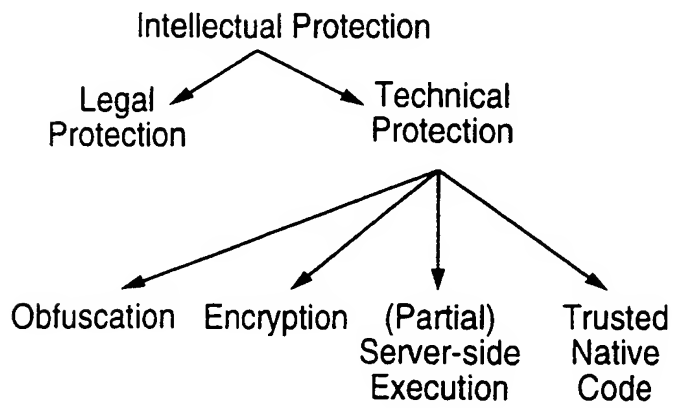 Intellectual Protection
Legal
Protection
Technical
Protection
Obfuscation
Encryption
(Partial)
Server-side
Execution
Trusted
Native
Code